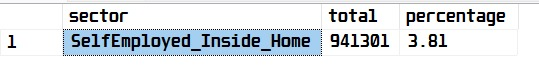 sector total percentage
1 SelfEmployed_Inside_Home 941301 3.81